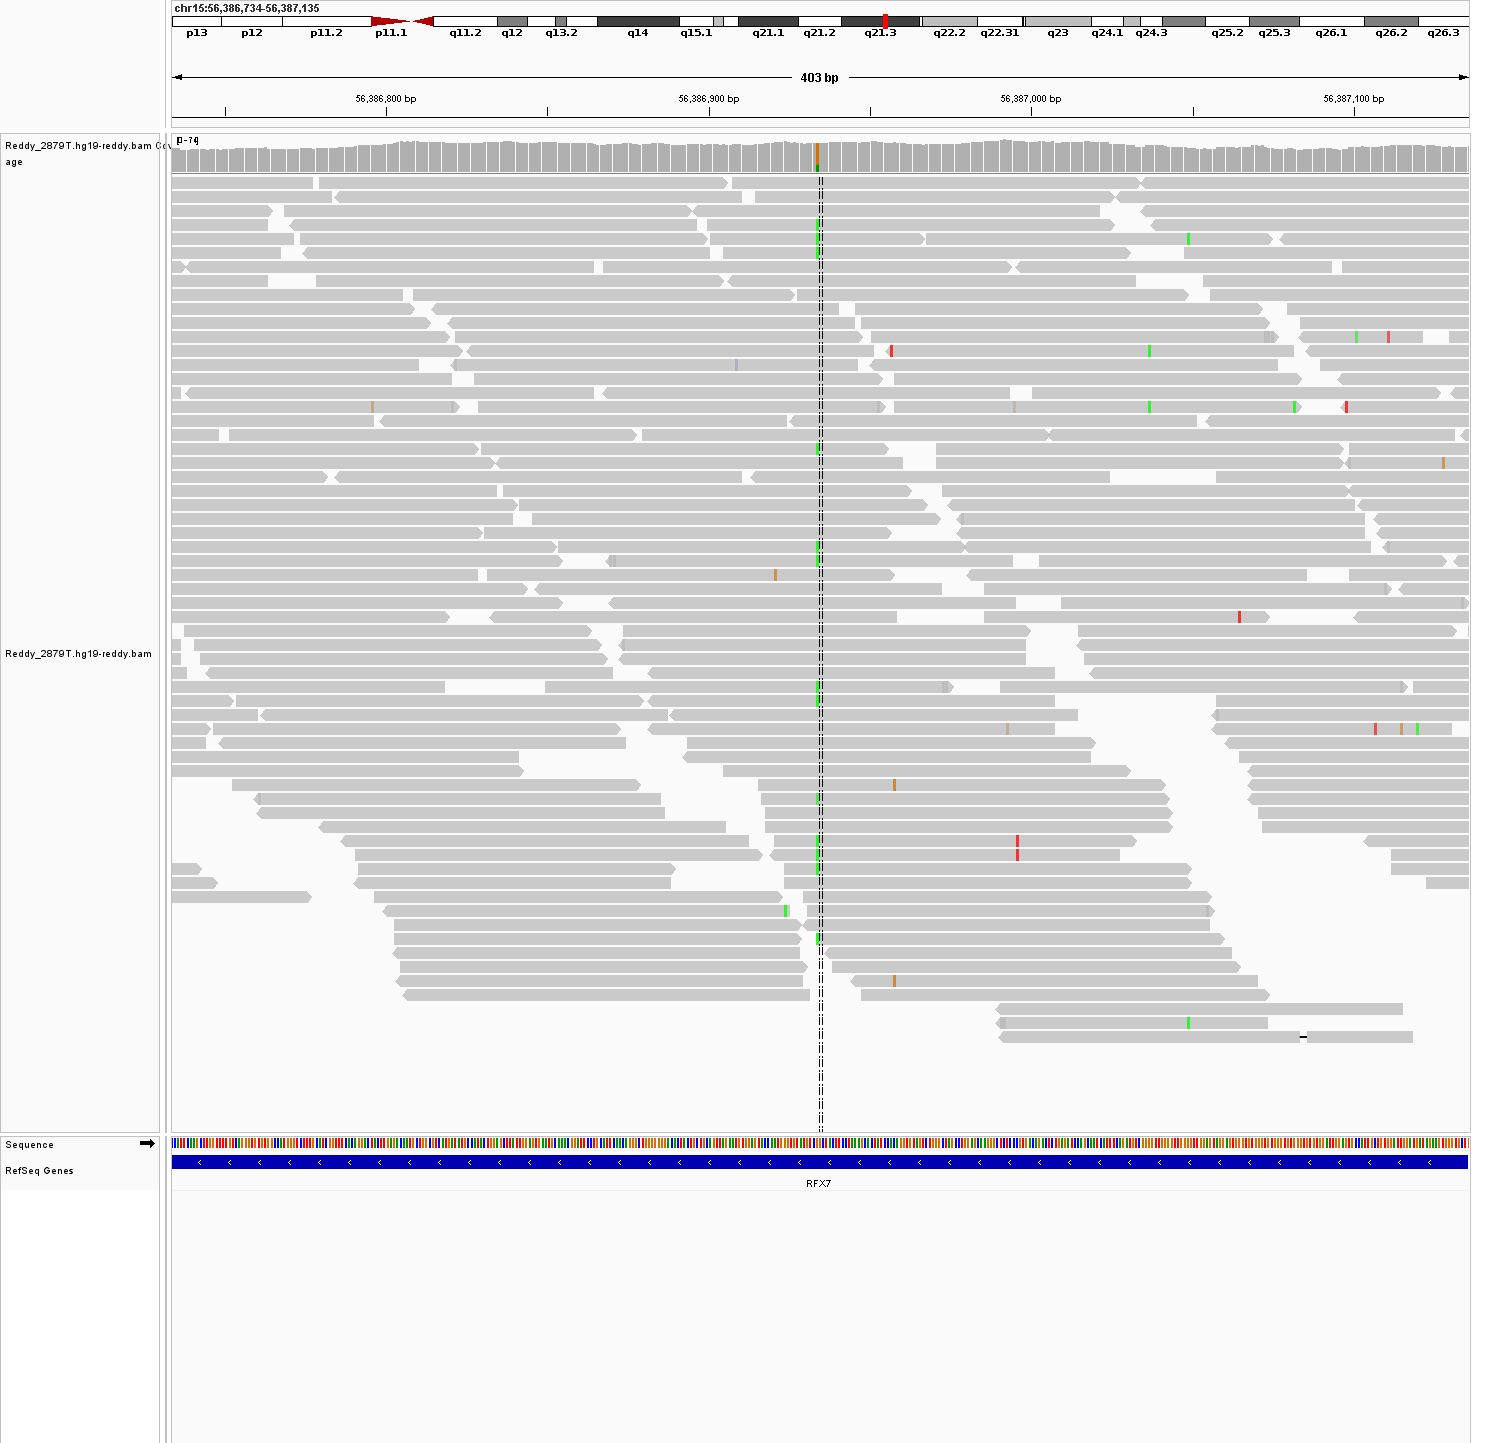 chr15:56,386,734-56,387,135
p13 p12 p11.2 p11.1 q11.2 q12 q13.2 q14 q15.1 q21.1 q21.2 q21.3 q22.2 q22.31 q23 q24.1 q24.3 q25.2 q25.3 q26.1 q26.2 q26.3
403 bp
56,386,800 bp 56,386,900 bp 56,387,000 bp 56,387,100 bp
Reddy_2879T.hg19-reddy.bam Cov
age
Reddy_2879T.hg19-reddy.bam
Sequence
RefSeq Genes
RFX7